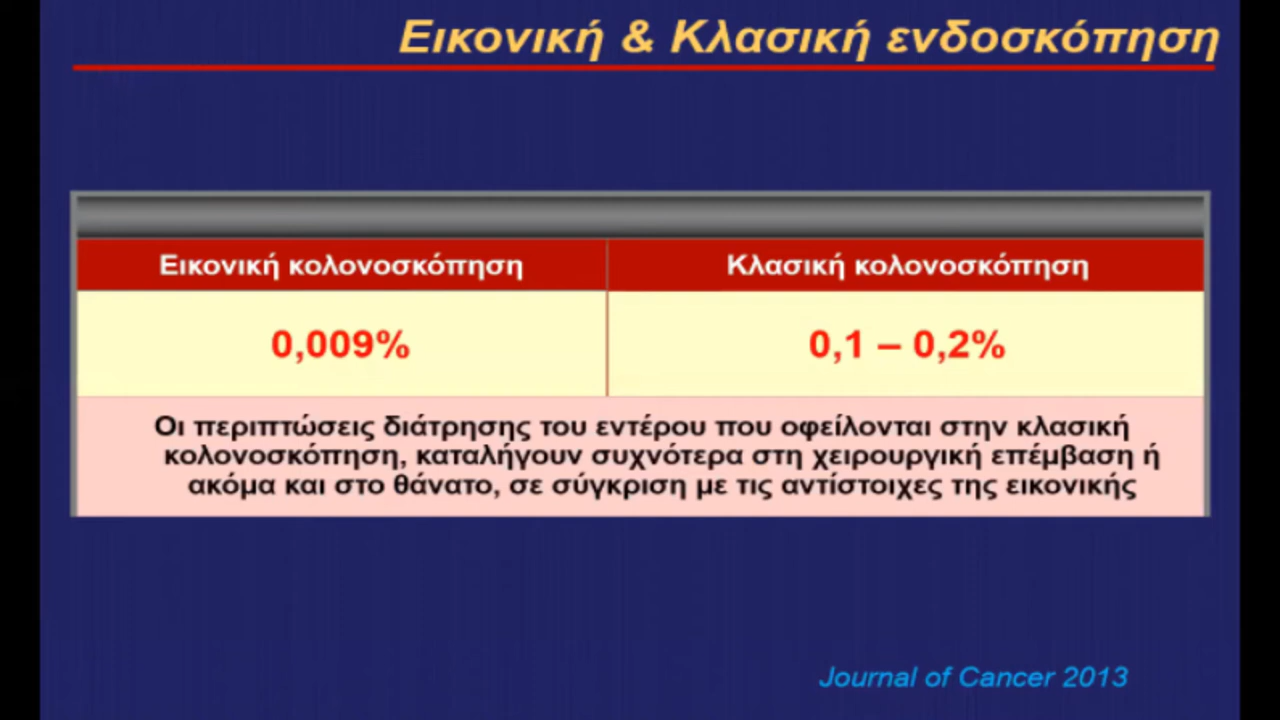 Εικονική & Κλασική ενδοσκόπηση
Εικονική κολονοσκόπηση
Κλασική κολονοσκόπηση
0,009%
0,1 – 0,2%
Οι περιπτώσεις διάτρησης του εντέρου που οφείλονται στην κλασική
κολονοσκόπηση, καταλήγουν συχνότερα στη χειρουργική επέμβαση ή
ακόμα και στο θάνατο, σε σύγκριση με τις αντίστοιχες της εικονικής
Journal of Cancer 2013